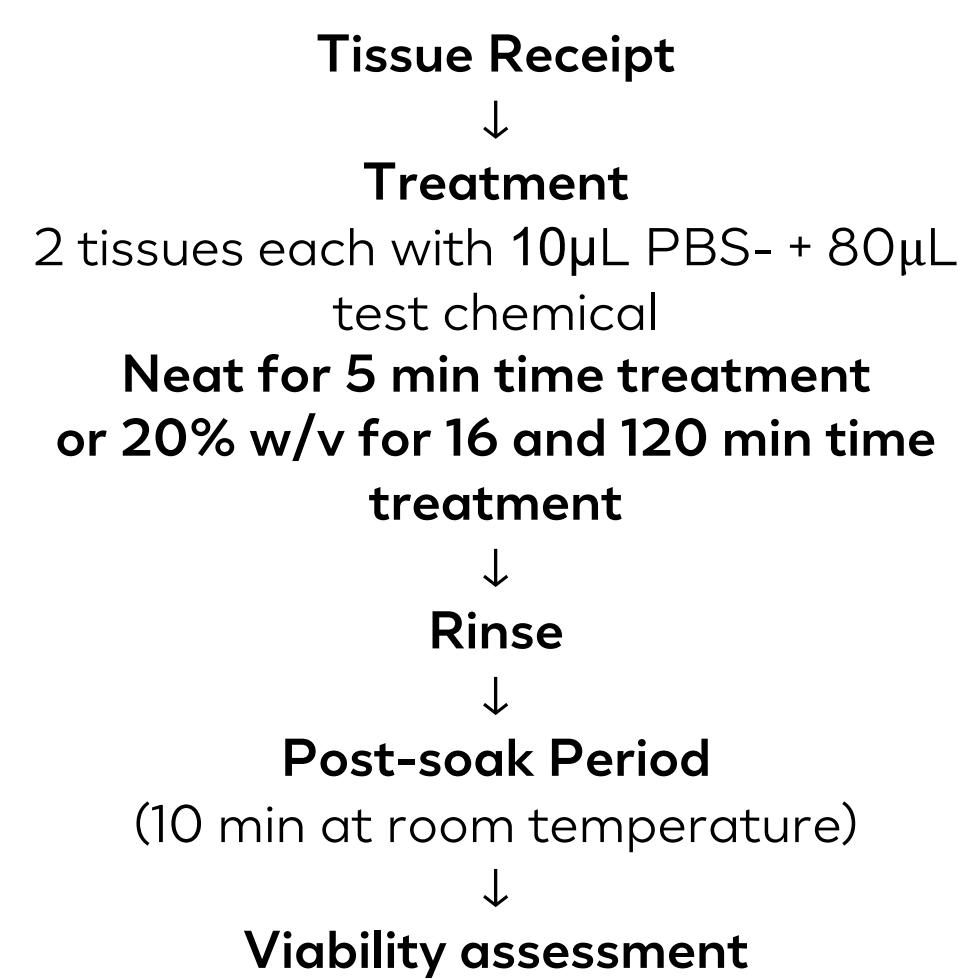 Tissue Receipt
↓
Treatment
2 tissues each with 10µL PBS- + 80µL
test chemical
Neat for 5 min time treatment
or 20% w/v for 16 and 120 min time
treatment
↓
Rinse
↓
Post-soak Period
(10 min at room temperature)
↓
Viability assessment